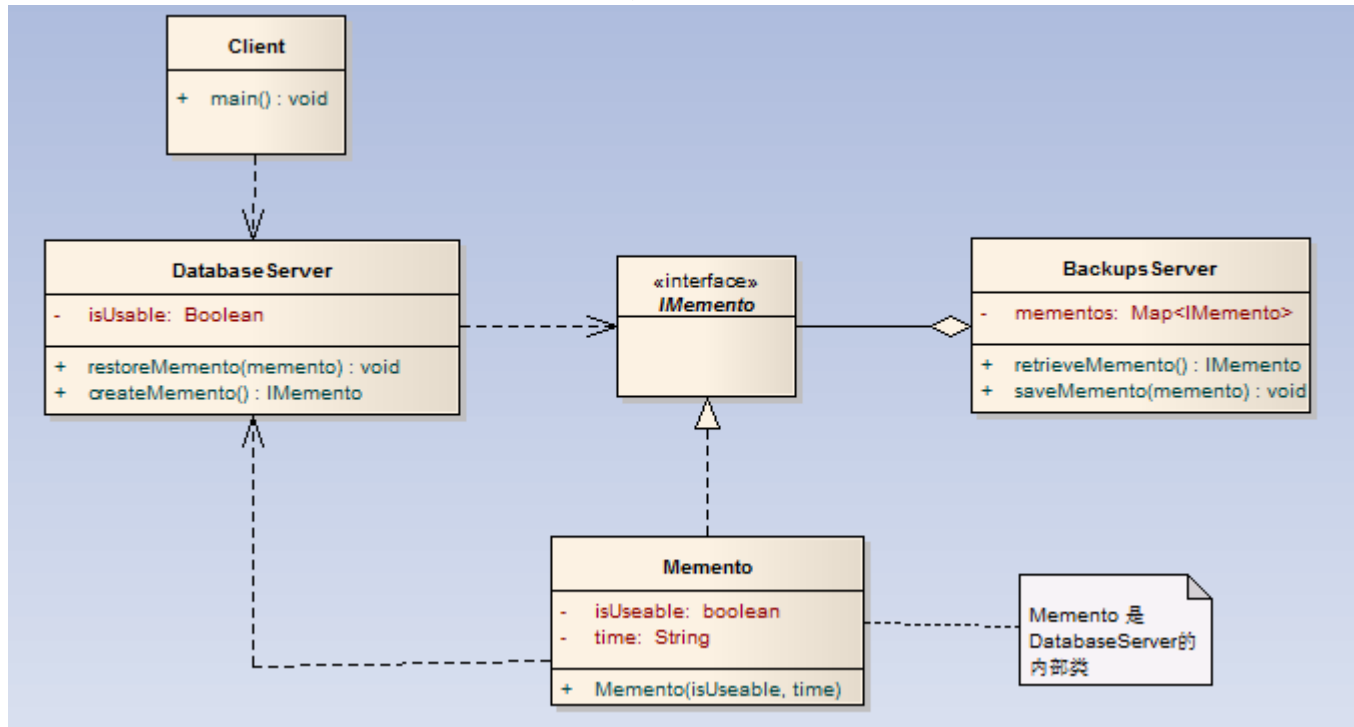 Client
+ main() : void
DatabaseServer
- isUsable: Boolean
+ restoreMemento(memento) : void
+ createMemento() : IMemento
«interface»
IMemento
BackupsServer
- mementos: Map<IMemento>
+ retrieveMemento() : IMemento
+ saveMemento(memento) : void
Memento
- isUseable: boolean
- time: String
+ Memento(isUseable, time)
Memento 是
DatabaseServer的
内部类